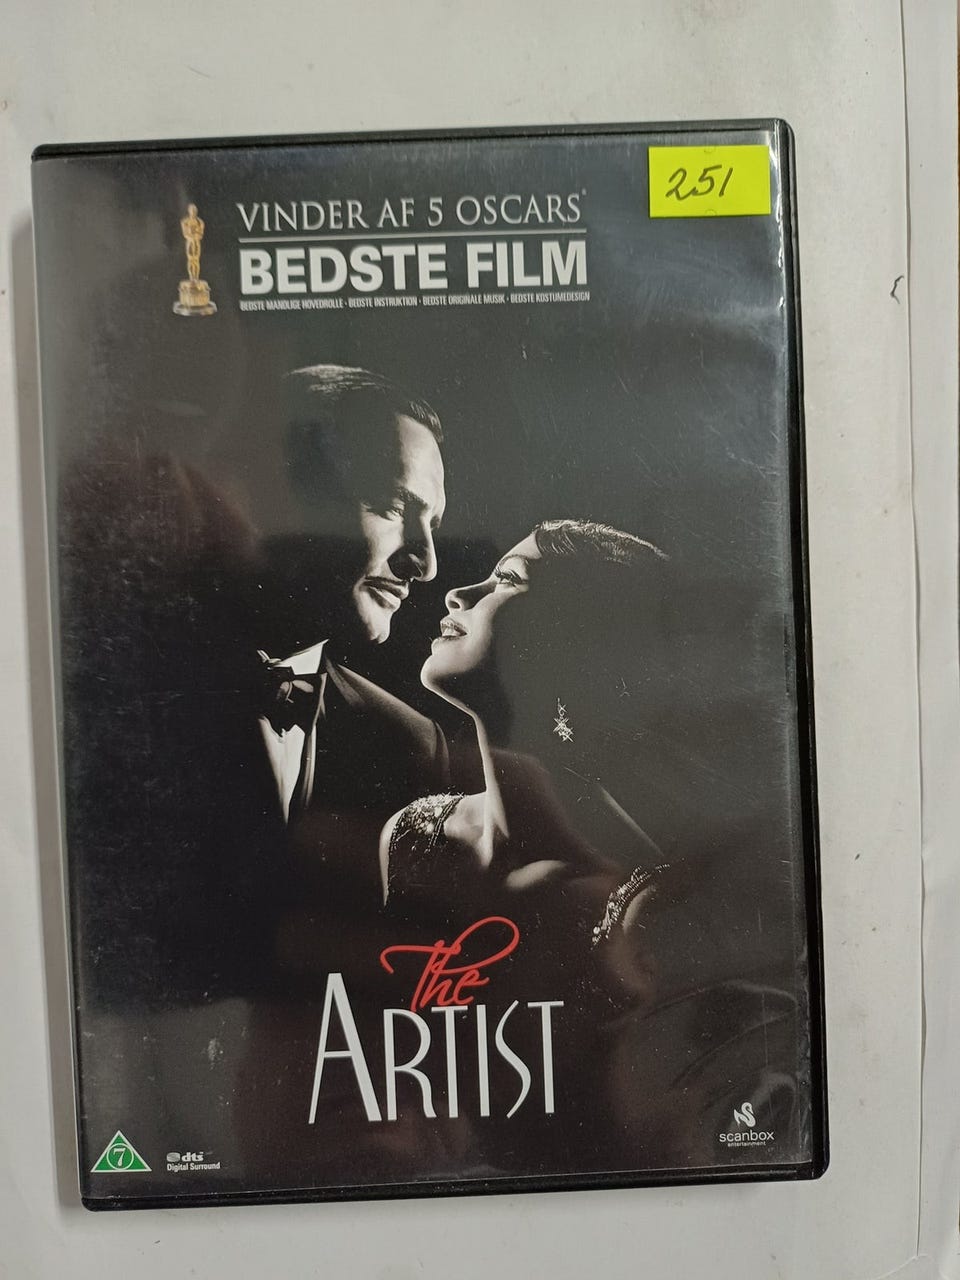 251
VINDER AF 5 OSCARS
BEDSTE FILM
BEDSTE MANDLIGE HOVEDROLLE · BEDSTE INSTRUKTION · BEDSTE ORIGINALE MUSIK · BEDSTE KOSTUMEDESIGN
The
ARTIST
7
dts
Digital Surround
scanbox
entertainment